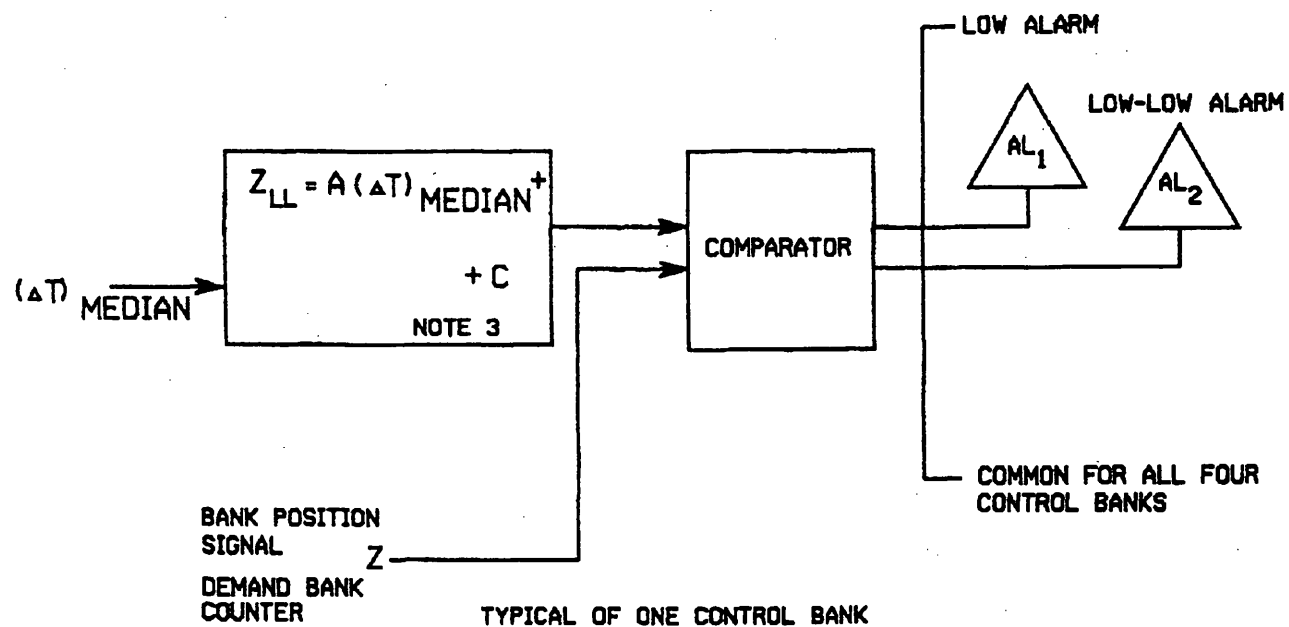 LOW ALARM
LOW-LOW ALARM
AL1
AL2
Z_LL = A (ΔT) MEDIAN +
+ C
NOTE 3
COMPARATOR
(ΔT) MEDIAN
COMMON FOR ALL FOUR
CONTROL BANKS
BANK POSITION
SIGNAL
Z
DEMAND BANK
COUNTER
TYPICAL OF ONE CONTROL BANK